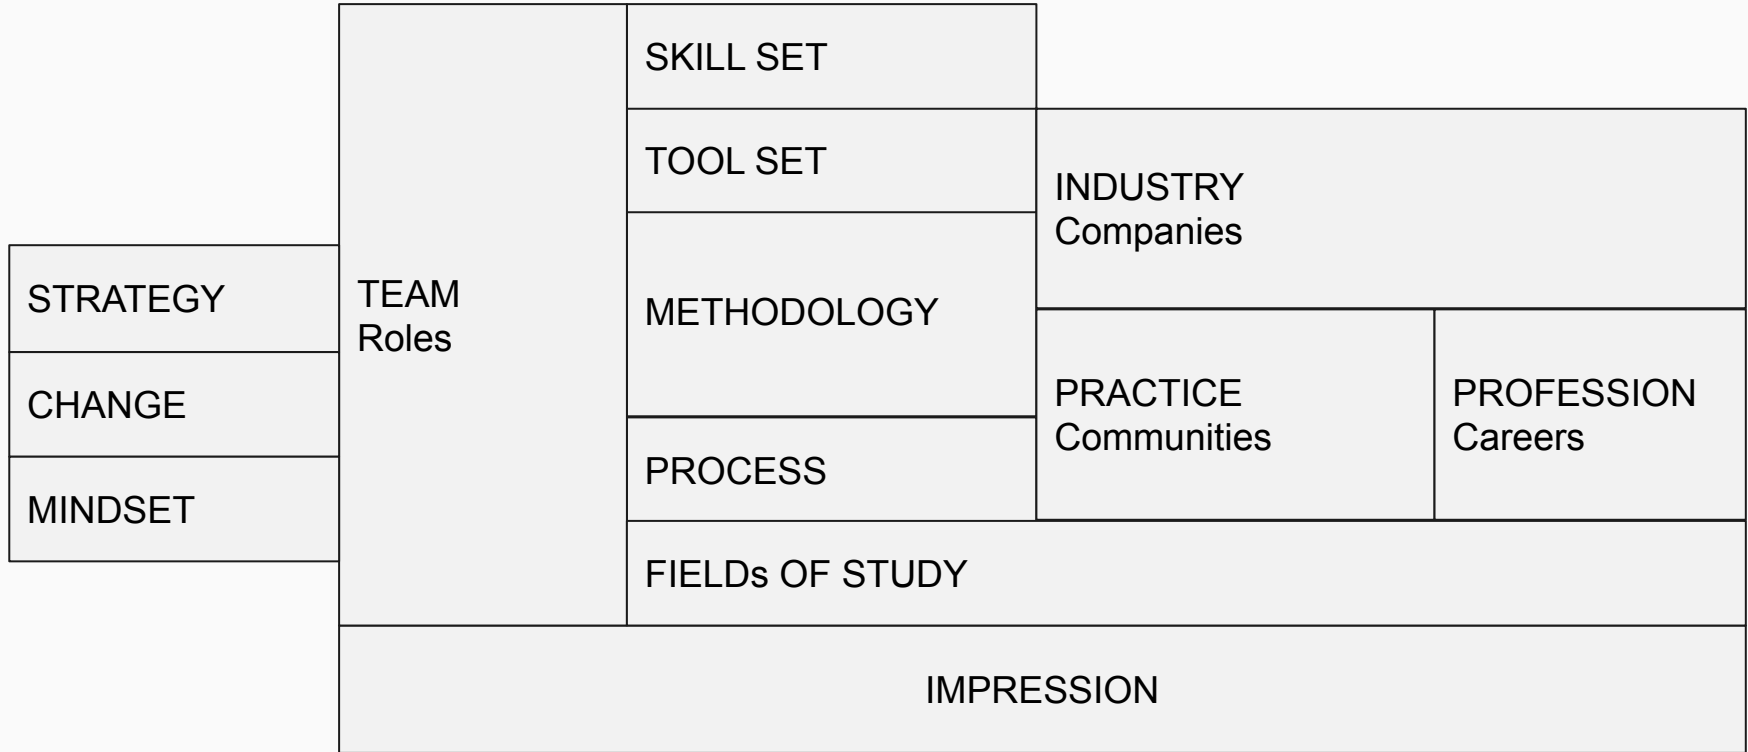 STRATEGY
CHANGE
MINDSET
TEAM
Roles
SKILL SET
TOOL SET
METHODOLOGY
PROCESS
INDUSTRY
Companies
PRACTICE
Communities
PROFESSION
Careers
FIELDs OF STUDY
IMPRESSION